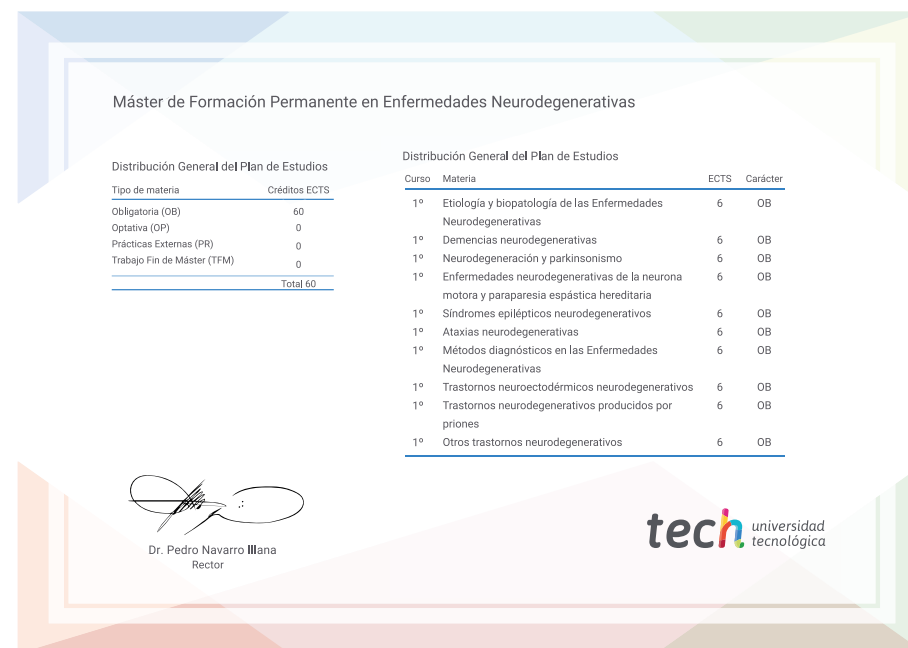 Máster de Formación Permanente en Enfermedades Neurodegenerativas
Distribución General del Plan de Estudios
Tipo de materia Créditos ECTS
Obligatoria (OB) 60
Optativa (OP) 0
Prácticas Externas (PR) 0
Trabajo Fin de Máster (TFM) 0
Total 60
Distribución General del Plan de Estudios
Curso Materia ECTS Carácter
1º Etiología y biopatología de las Enfermedades 6 OB
Neurodegenerativas
1º Demencias neurodegenerativas 6 OB
1º Neurodegeneración y parkinsonismo 6 OB
1º Enfermedades neurodegenerativas de la neurona 6 OB
motora y paraparesia espástica hereditaria
1º Síndromes epilépticos neurodegenerativos 6 OB
1º Ataxias neurodegenerativas 6 OB
1º Métodos diagnósticos en las Enfermedades 6 OB
Neurodegenerativas
1º Trastornos neuroectodérmicos neurodegenerativos 6 OB
1º Trastornos neurodegenerativos producidos por 6 OB
priones
1º Otros trastornos neurodegenerativos 6 OB
Dr. Pedro Navarro Illana
Rector
tech universidad
tecnológica